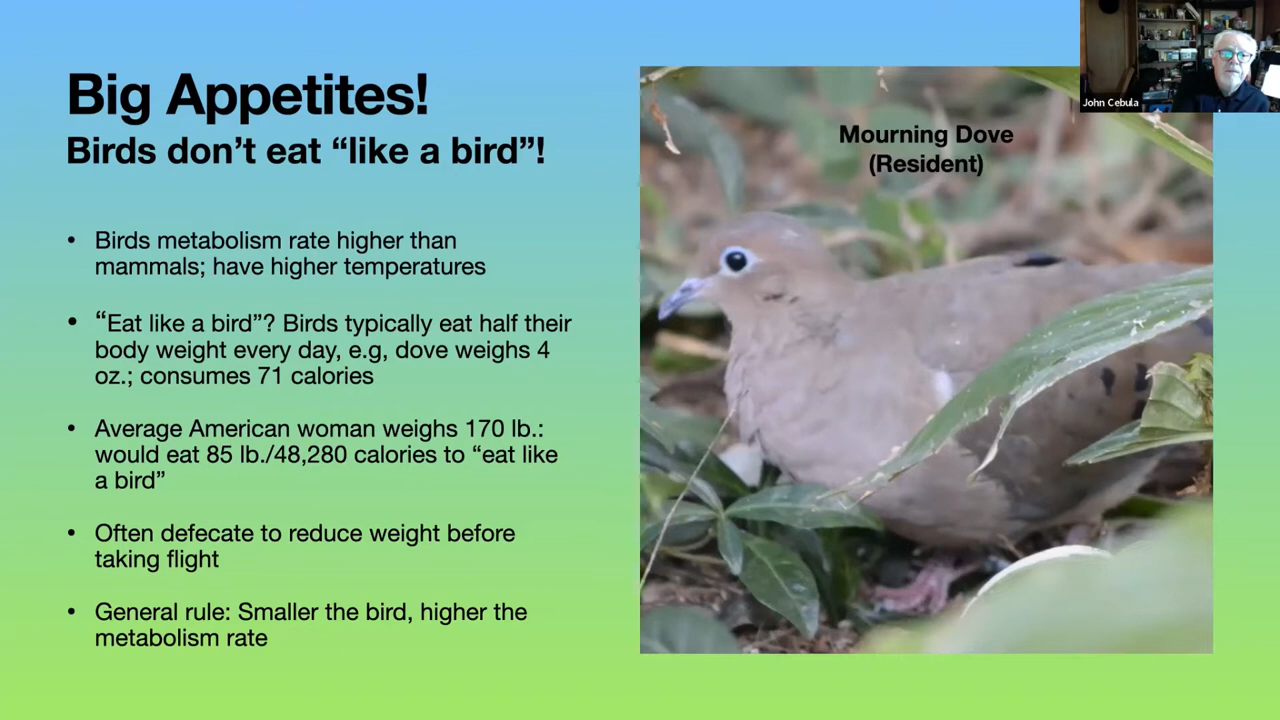 Big Appetites!
Birds don’t eat “like a bird”!
• Birds metabolism rate higher than
mammals; have higher temperatures
• “Eat like a bird”? Birds typically eat half their
body weight every day, e.g, dove weighs 4
oz.; consumes 71 calories
• Average American woman weighs 170 lb.:
would eat 85 lb./48,280 calories to “eat like
a bird”
• Often defecate to reduce weight before
taking flight
• General rule: Smaller the bird, higher the
metabolism rate
Mourning Dove
(Resident)
John Cebula